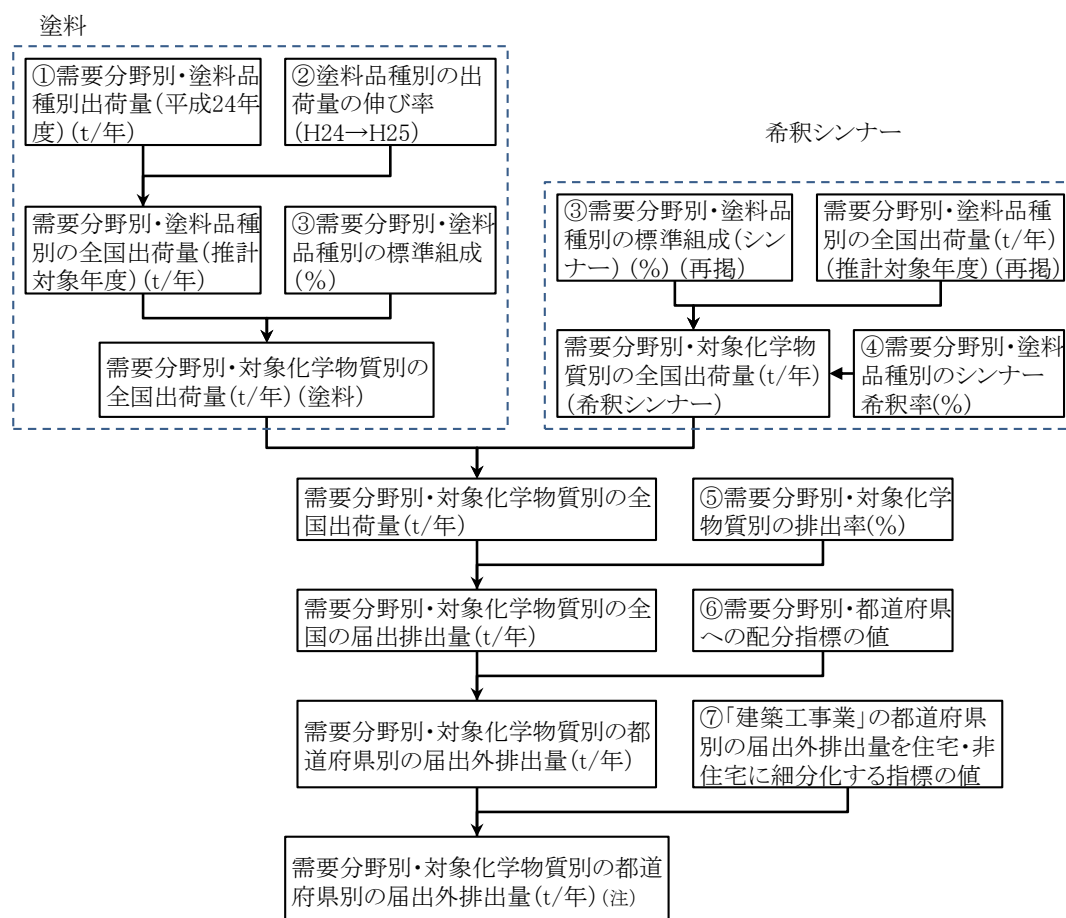 塗料
①需要分野別・塗料品
種別出荷量(平成24年
度)(t/年)
②塗料品種別の出
荷量の伸び率
(H24→H25)
需要分野別・塗料品種
別の全国出荷量(推計
対象年度)(t/年)
③需要分野別・塗料
品種別の標準組成
(%)
需要分野別・対象化学物質別の
全国出荷量(t/年)(塗料)
希釈シンナー
③需要分野別・塗料品
種別の標準組成(シン
ナー)(%)(再掲)
需要分野別・塗料品種
別の全国出荷量(t/年)
(推計対象年度)(再掲)
需要分野別・対象化学物
質別の全国出荷量(t/年)
(希釈シンナー)
④需要分野別・塗料
品種別のシンナー
希釈率(%)
需要分野別・対象化学物質別の全
国出荷量(t/年)
⑤需要分野別・対象化学
物質別の排出率(%)
需要分野別・対象化学物質別の全
国の届出排出量(t/年)
⑥需要分野別・都道府県
への配分指標の値
需要分野別・対象化学物質別の都
道府県別の届出外排出量(t/年)
⑦「建築工事業」の都道府県
別の届出外排出量を住宅・非
住宅に細分化する指標の値
需要分野別・対象化学物質別の都道
府県別の届出外排出量(t/年)(注)